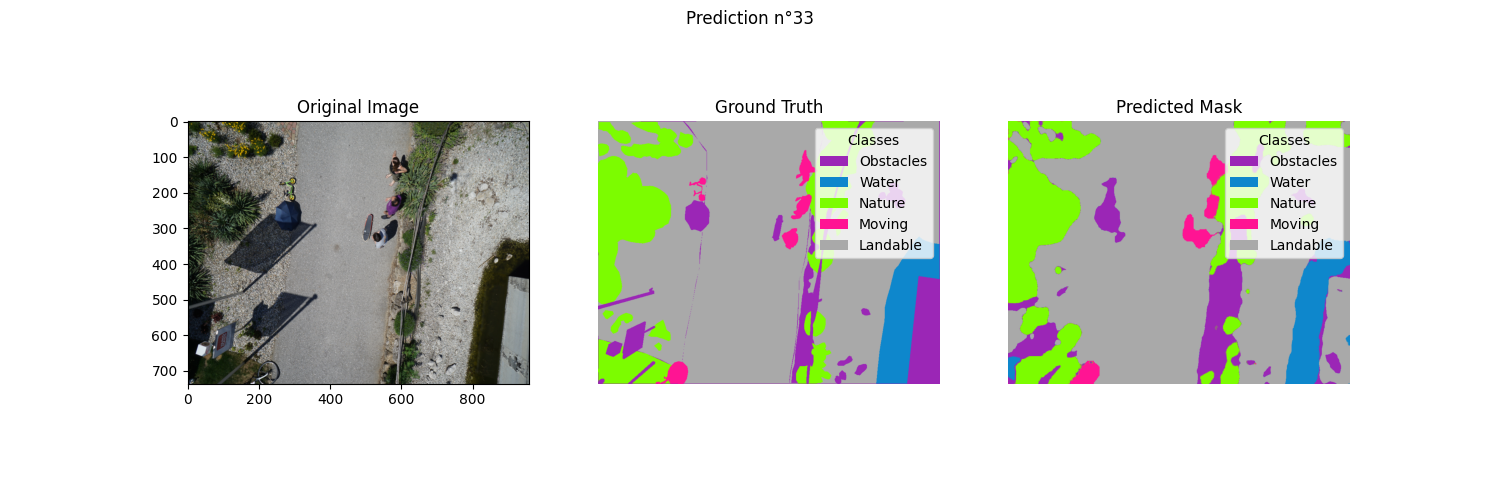 Prediction n°33
Original Image
0
100
200
300
400
500
600
700
0
200
400
600
800
Ground Truth
Classes
Obstacles
Water
Nature
Moving
Landable
Predicted Mask
Classes
Obstacles
Water
Nature
Moving
Landable